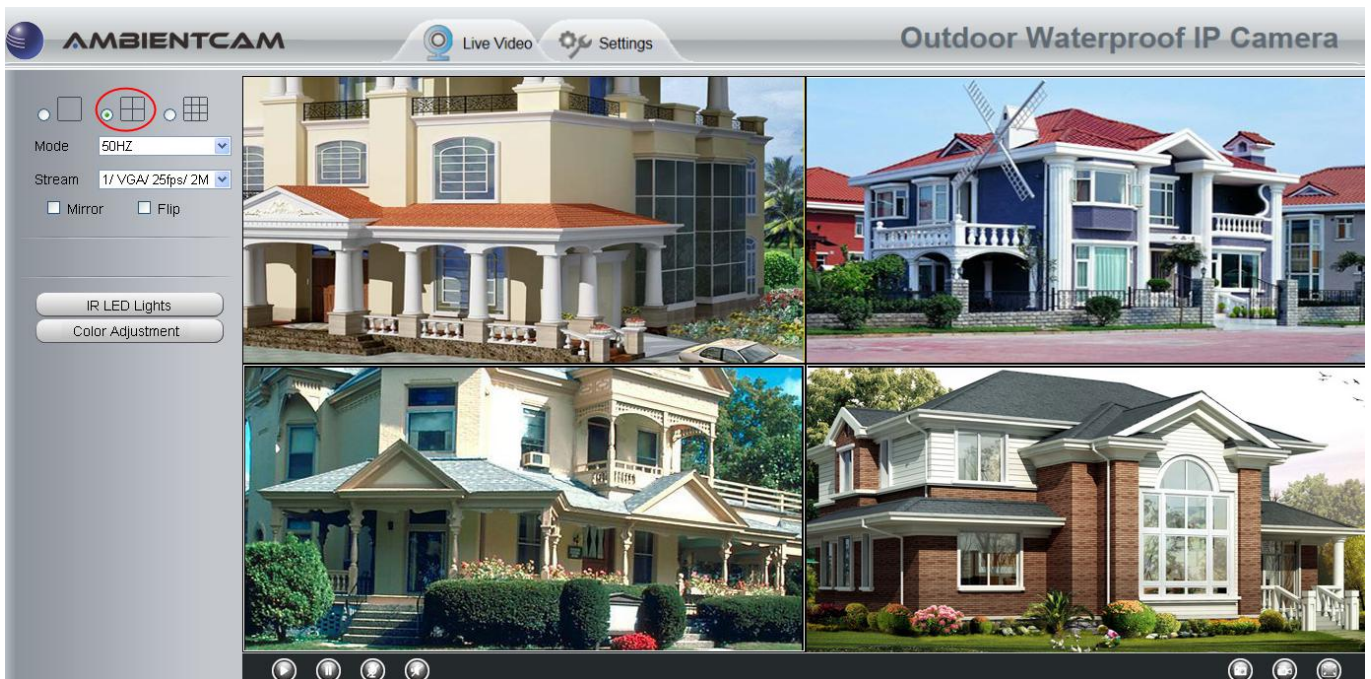 AMBIENTCAM
Live Video
Settings
Outdoor Waterproof IP Camera
Mode
50HZ
Stream
1/ VGA/ 25fps/ 2M
Mirror
Flip
IR LED Lights
Color Adjustment